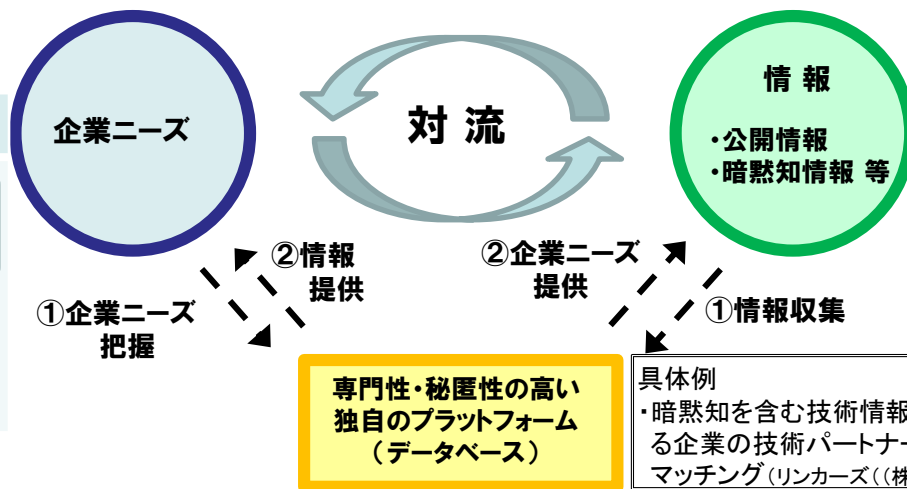 企業ニーズ
対 流
情 報
・公開情報
・暗黙知情報 等
①企業ニーズ
把握
②情報
提供
②企業ニーズ
提供
①情報収集
専門性・秘匿性の高い
独自のプラットフォーム
(データベース)
具体例
・暗黙知を含む技術情報
る企業の技術パートナー
マッチング(リンカーズ((株